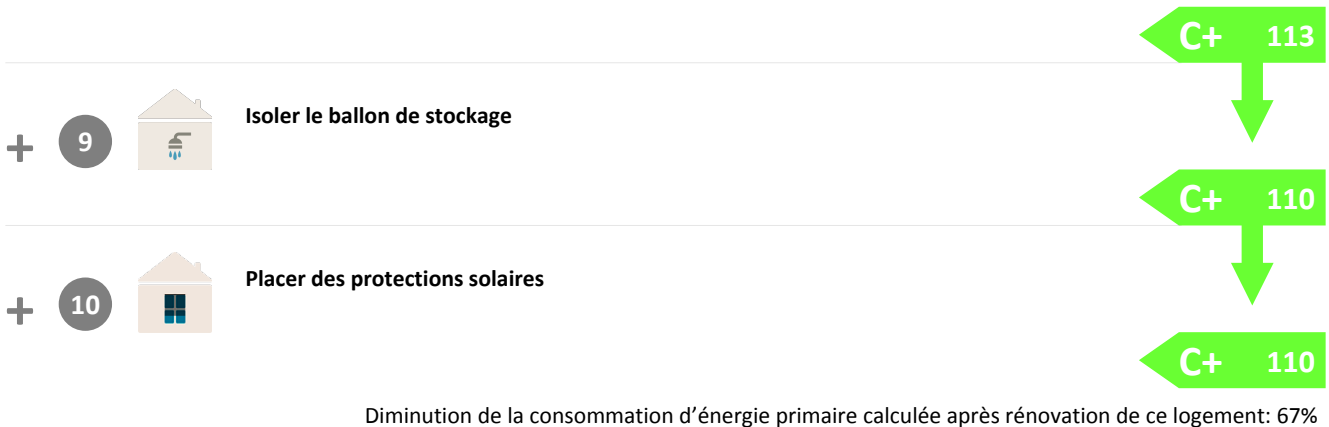 C+ 113
+ 9 Isoler le ballon de stockage
C+ 110
+ 10 Placer des protections solaires
C+ 110
Diminution de la consommation d’énergie primaire calculée après rénovation de ce logement: 67%